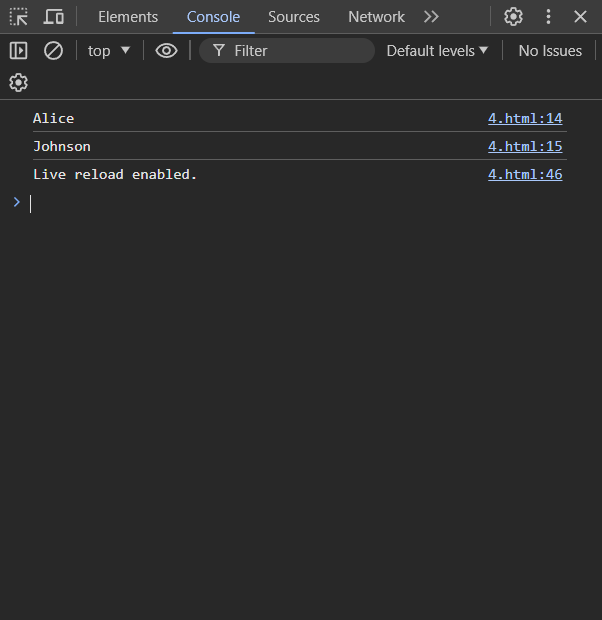 Elements Console Sources Network
top Filter Default levels No Issues
Alice 4.html:14
Johnson 4.html:15
Live reload enabled. 4.html:46